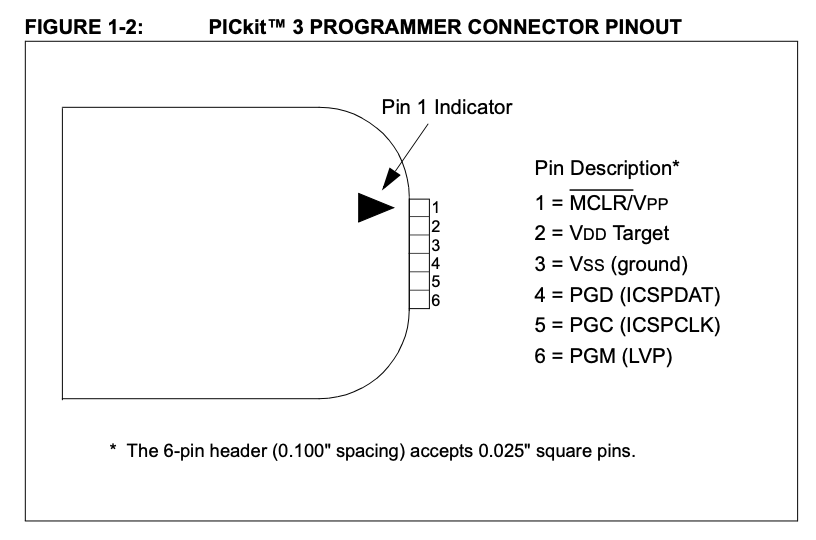 FIGURE 1-2: PICkit™ 3 PROGRAMMER CONNECTOR PINOUT
Pin 1 Indicator
1
2
3
4
5
6
Pin Description*
1 = MCLR/VPP
2 = VDD Target
3 = VSS (ground)
4 = PGD (ICSPDAT)
5 = PGC (ICSPCLK)
6 = PGM (LVP)
* The 6-pin header (0.100" spacing) accepts 0.025" square pins.